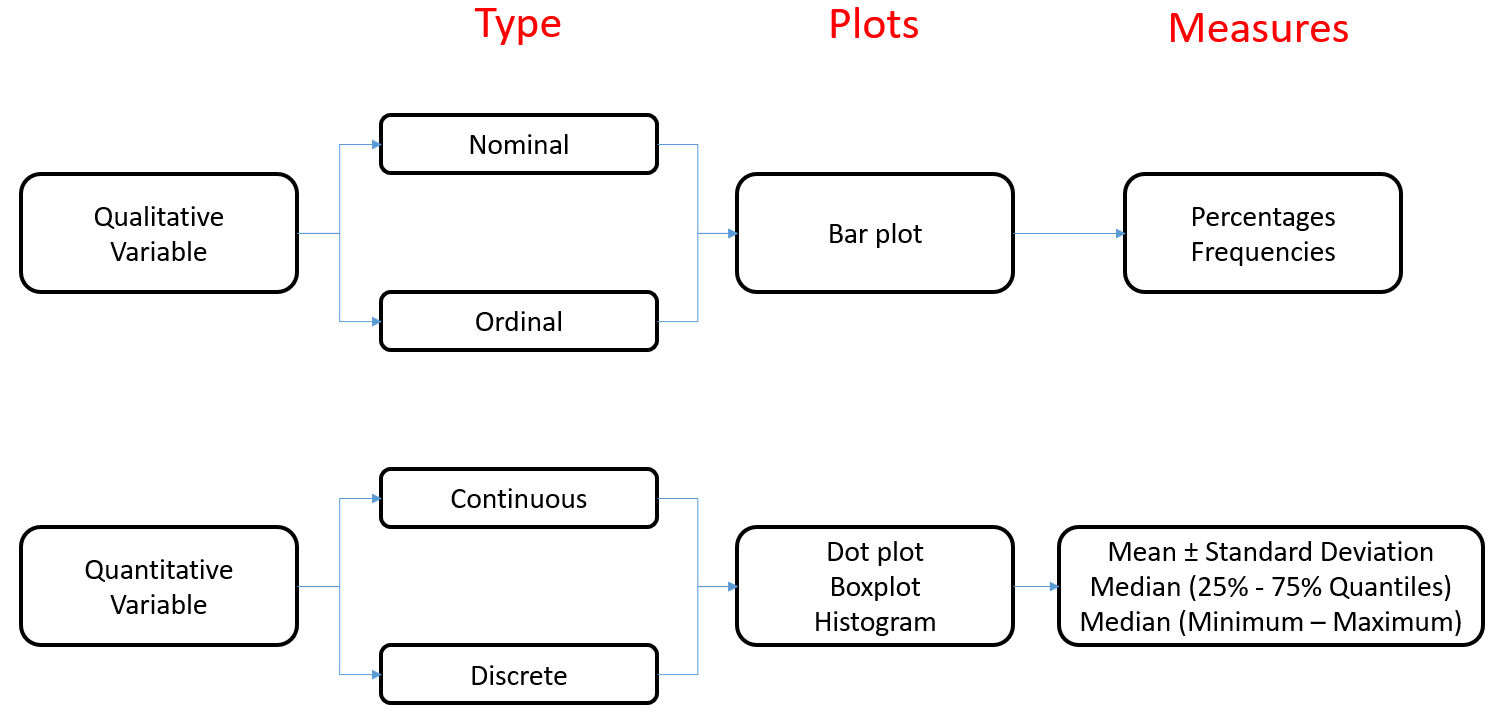 Type
Plots
Measures
Nominal
Qualitative
Variable
Bar plot
Percentages
Frequencies
Ordinal
Continuous
Quantitative
Variable
Dot plot
Boxplot
Histogram
Mean ± Standard Deviation
Median (25% - 75% Quantiles)
Median (Minimum – Maximum)
Discrete